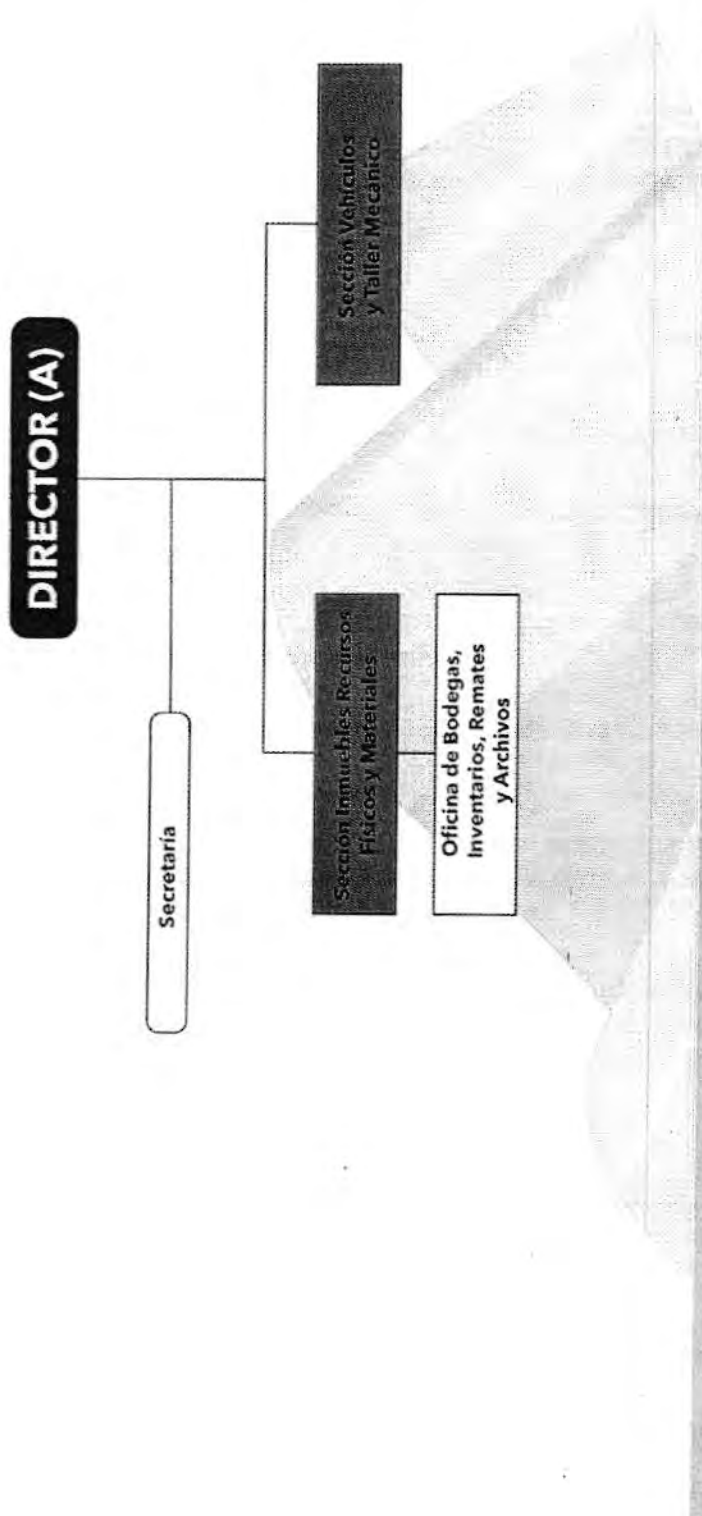 DIRECTOR (A)
Secretaría
Sección Inmuebles Recursos
Físicos y Materiales
Sección Vehículos
y Taller Mecánico
Oficina de Bodegas,
Inventarios, Remates
y Archivos